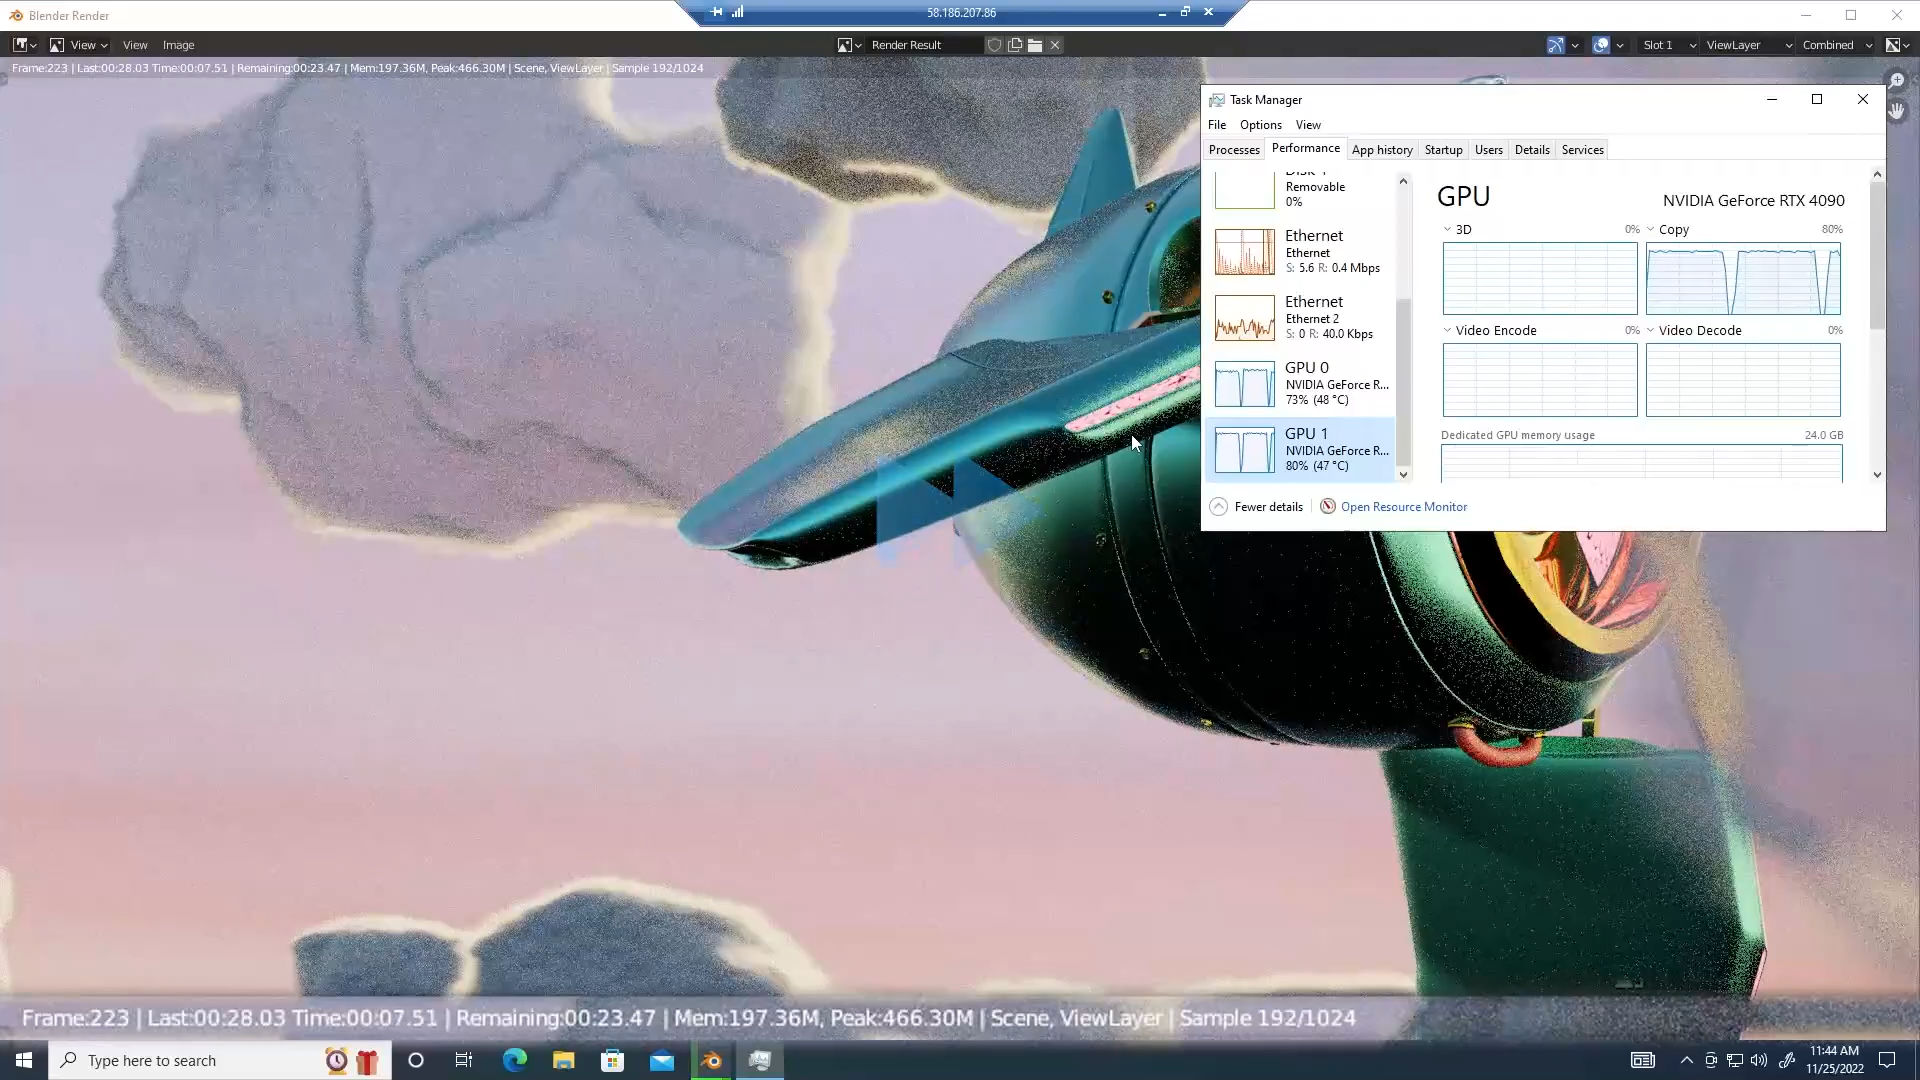 Blender Render
58.186.207.86
View View Image
Render Result
Slot 1 ViewLayer Combined
Frame:223 | Last:00:28.03 Time:00:07.51 | Remaining:00:23.47 | Mem:197.36M, Peak:466.30M | Scene, ViewLayer | Sample 192/1024
Task Manager
File Options View
Processes Performance App history Startup Users Details Services
Removable
0%
Ethernet
Ethernet
S: 5.6 R: 0.4 Mbps
Ethernet
Ethernet 2
S: 0 R: 40.0 Kbps
GPU 0
NVIDIA GeForce R...
73% (48 °C)
GPU 1
NVIDIA GeForce R...
80% (47 °C)
GPU NVIDIA GeForce RTX 4090
3D 0% Copy 80%
Video Encode 0% Video Decode 0%
Dedicated GPU memory usage 24.0 GB
Fewer details Open Resource Monitor
Frame:223 | Last:00:28.03 Time:00:07.51 | Remaining:00:23.47 | Mem:197.36M, Peak:466.30M | Scene, ViewLayer | Sample 192/1024
Type here to search
11:44 AM
11/25/2022